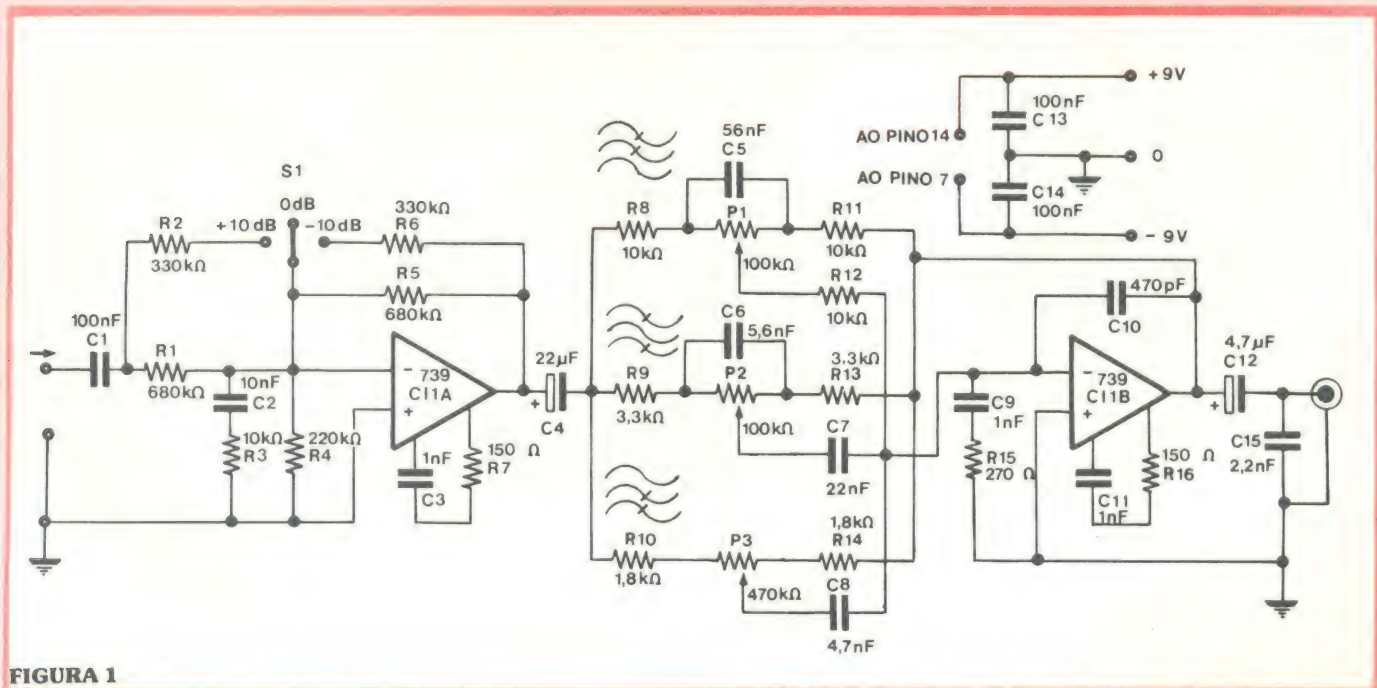 S1
0dB
+10dB
-10dB
R2
330kΩ
330kΩ
R6
R5
680kΩ
100nF
C1
R1
680kΩ
10nF
C2
10kΩ
R3
220kΩ
R4
-
739
CI1A
+
1nF
C3
150 Ω
R7
22µF
+
C4
56nF
C5
R8
10kΩ
P1
100kΩ
R11
10kΩ
R12
10kΩ
C6
5,6nF
R9
3,3kΩ
P2
100kΩ
3.3kΩ
R13
C7
22nF
R10
1,8kΩ
P3
470kΩ
1,8kΩ
R14
C8
4,7nF
+9V
100nF
C13
AO PINO 14
0
AO PINO 7
C14
100nF
-9V
470pF
C10
C9
1nF
R15
270 Ω
-
739
CI1B
+
C11
1nF
150 Ω
R16
4,7µF
C12
+
C15
2,2nF
FIGURA 1